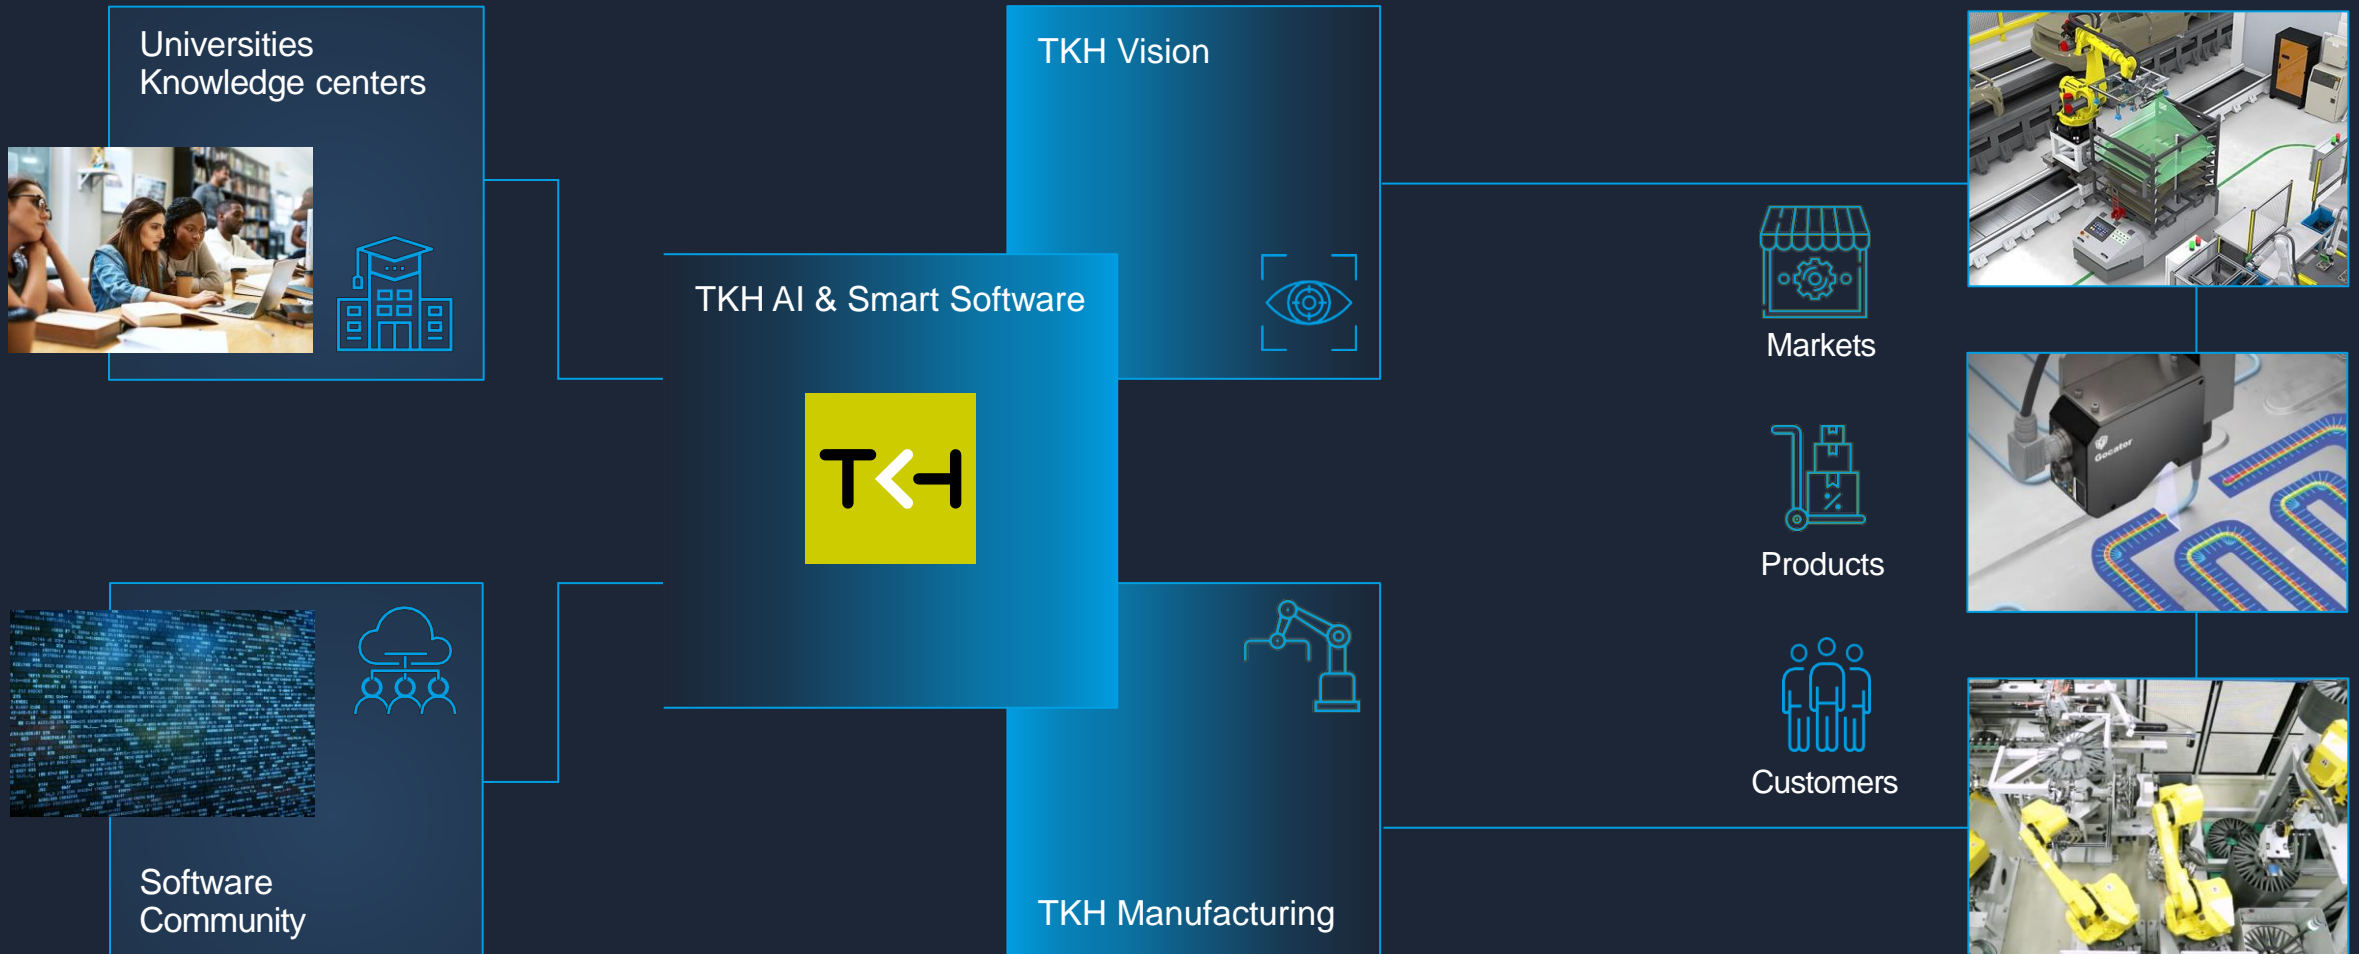 Universities
Knowledge centers
TKH Vision
TKH AI & Smart Software
TKH
Markets
Gocator
Products
Customers
Software
Community
TKH Manufacturing